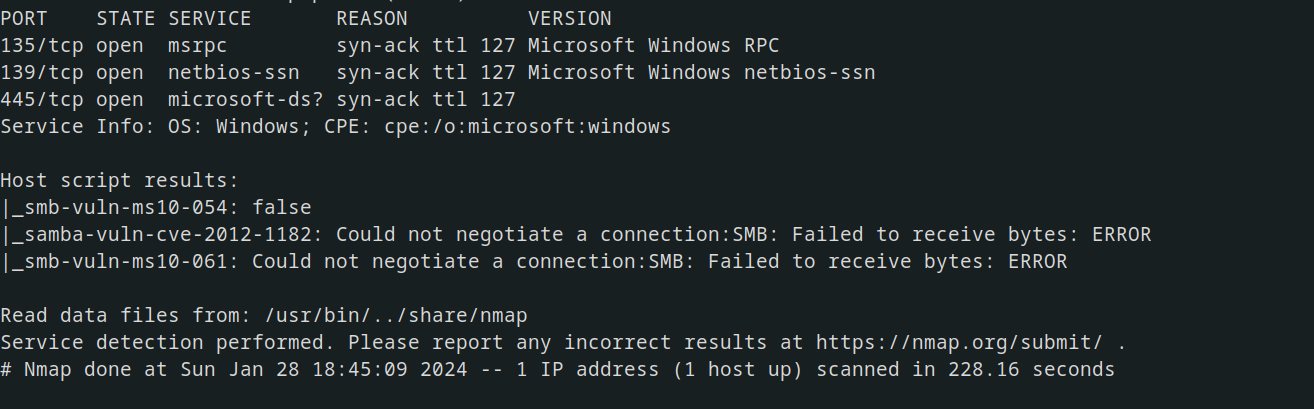 PORT    STATE SERVICE       REASON          VERSION
135/tcp open  msrpc         syn-ack ttl 127 Microsoft Windows RPC
139/tcp open  netbios-ssn   syn-ack ttl 127 Microsoft Windows netbios-ssn
445/tcp open  microsoft-ds? syn-ack ttl 127
Service Info: OS: Windows; CPE: cpe:/o:microsoft:windows
Host script results:
|_smb-vuln-ms10-054: false
|_samba-vuln-cve-2012-1182: Could not negotiate a connection:SMB: Failed to receive bytes: ERROR
|_smb-vuln-ms10-061: Could not negotiate a connection:SMB: Failed to receive bytes: ERROR
Read data files from: /usr/bin/../share/nmap
Service detection performed. Please report any incorrect results at https://nmap.org/submit/ .
# Nmap done at Sun Jan 28 18:45:09 2024 -- 1 IP address (1 host up) scanned in 228.16 seconds